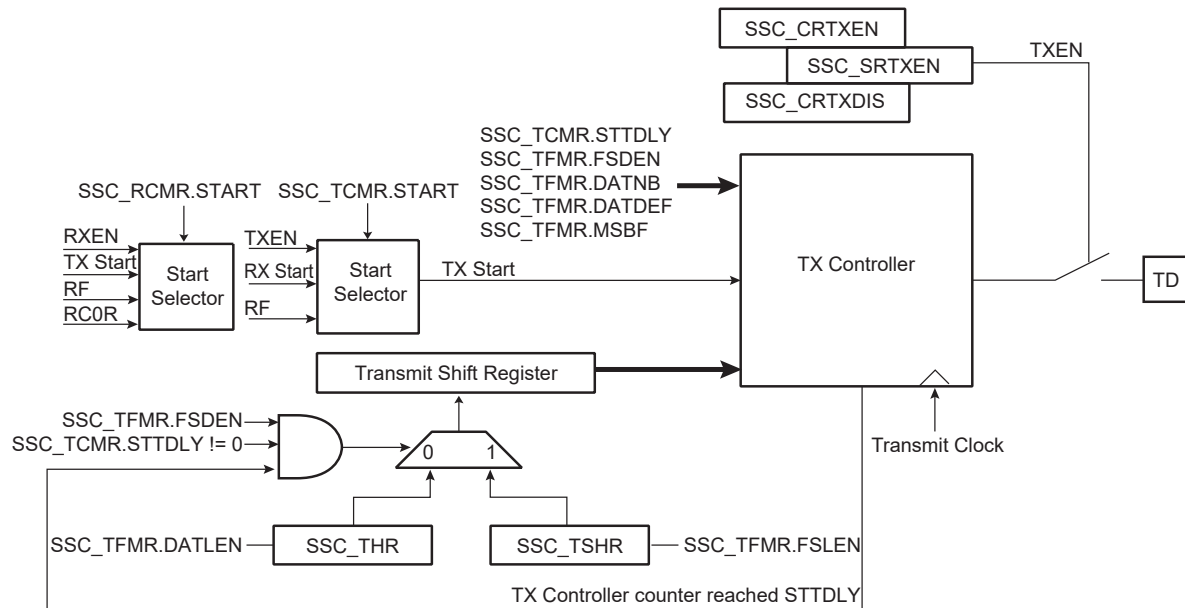 SSC_CRTXEN
SSC_SRTXEN
SSC_CRTXDIS
TXEN
SSC_TCMR.STTDLY
SSC_TFMR.FSDEN
SSC_TFMR.DATNB
SSC_TFMR.DATDEF
SSC_TFMR.MSBF
SSC_RCMR.START
SSC_TCMR.START
RXEN
TX Start
RF
RC0R
Start
Selector
TXEN
RX Start
RF
Start
Selector
TX Start
TX Controller
TD
Transmit Shift Register
Transmit Clock
SSC_TFMR.FSDEN
SSC_TCMR.STTDLY != 0
0
1
SSC_TFMR.DATLEN
SSC_THR
SSC_TSHR
SSC_TFMR.FSLEN
TX Controller counter reached STTDLY